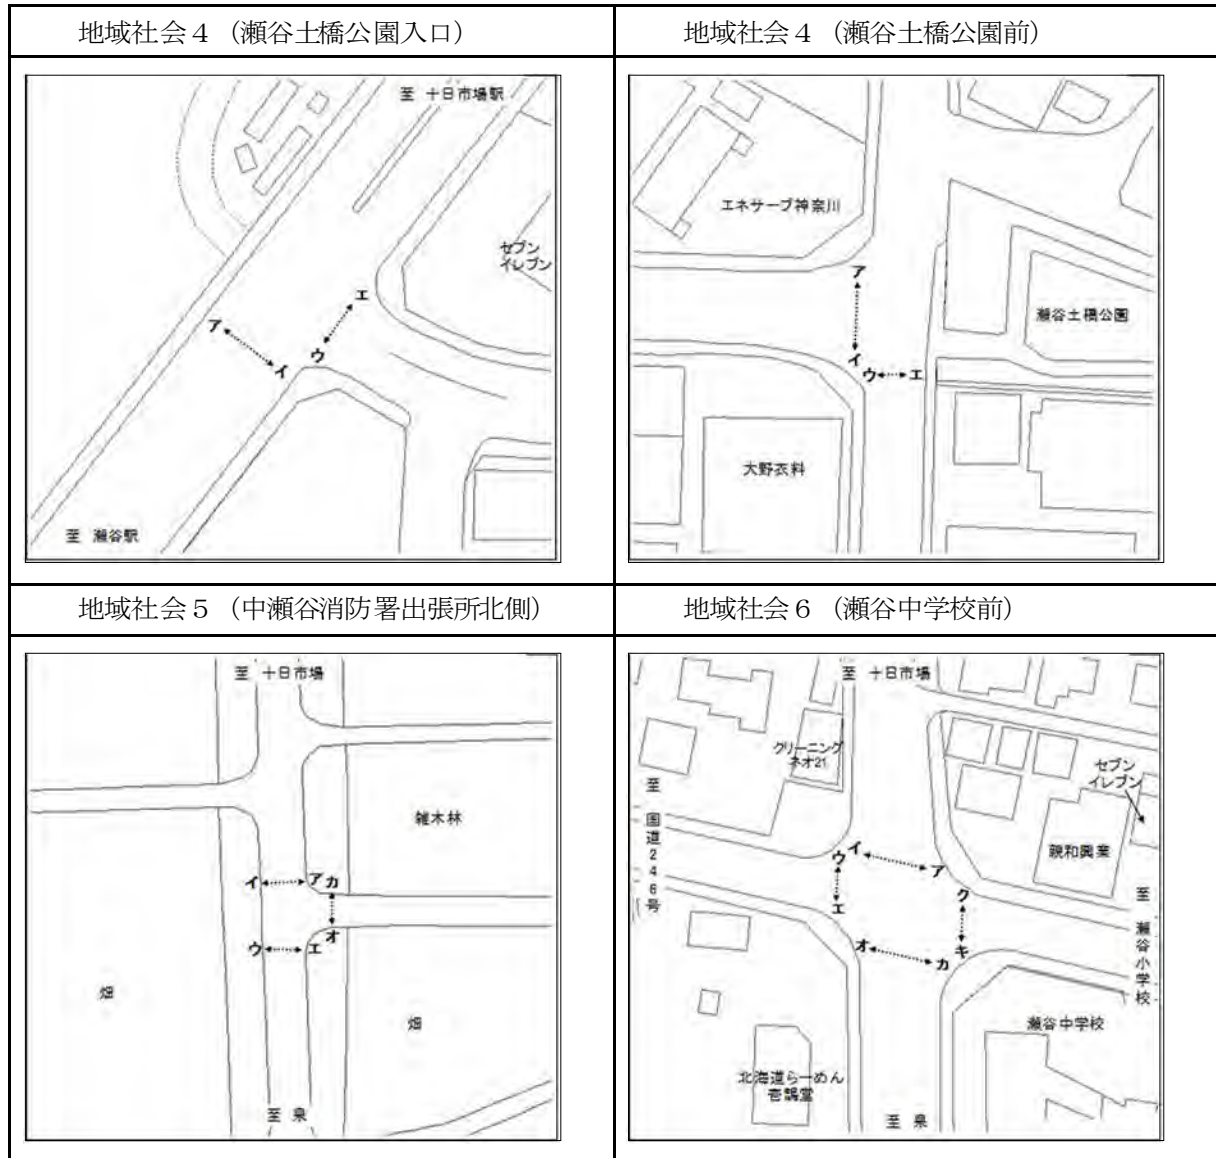 地域社会4 (瀬谷土橋公園入口)
至 十日市場駅
セブン
イレブン
エ
ア
ウ
イ
至 瀬谷駅
地域社会4 (瀬谷土橋公園前)
エネサーブ神奈川
ア
瀬谷土橋公園
イ
ウ
エ
大野衣料
地域社会5 (中瀬谷消防署出張所北側)
至 十日市場
雑木林
イ
ア
カ
ウ
エ
オ
畑
畑
至 泉
地域社会6 (瀬谷中学校前)
至 十日市場
クリーニング
ネオ21
セブン
イレブン
至 国道246号
親和興業
ウ
イ
ア
ク
エ
至 瀬谷小学校
オ
カ
キ
瀬谷中学校
北海道らーめん
至 泉